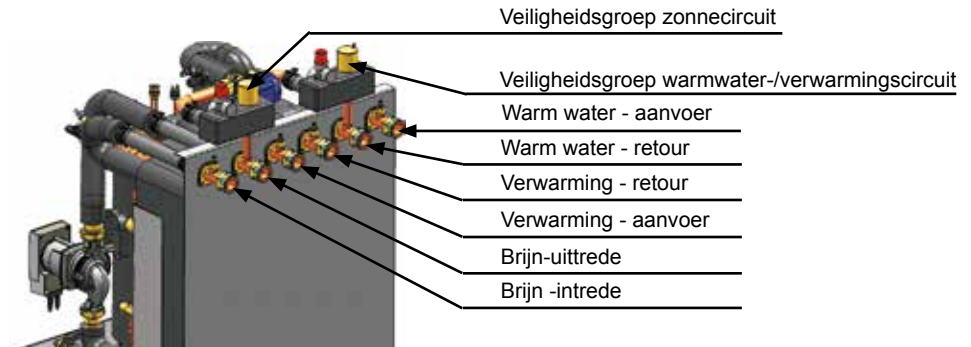 Veiligheidsgroep zonnecircuit
Veiligheidsgroep warmwater-/verwarmingscircuit
Warm water - aanvoer
Warm water - retour
Verwarming - retour
Verwarming - aanvoer
Brijn-uittrede
Brijn -intrede